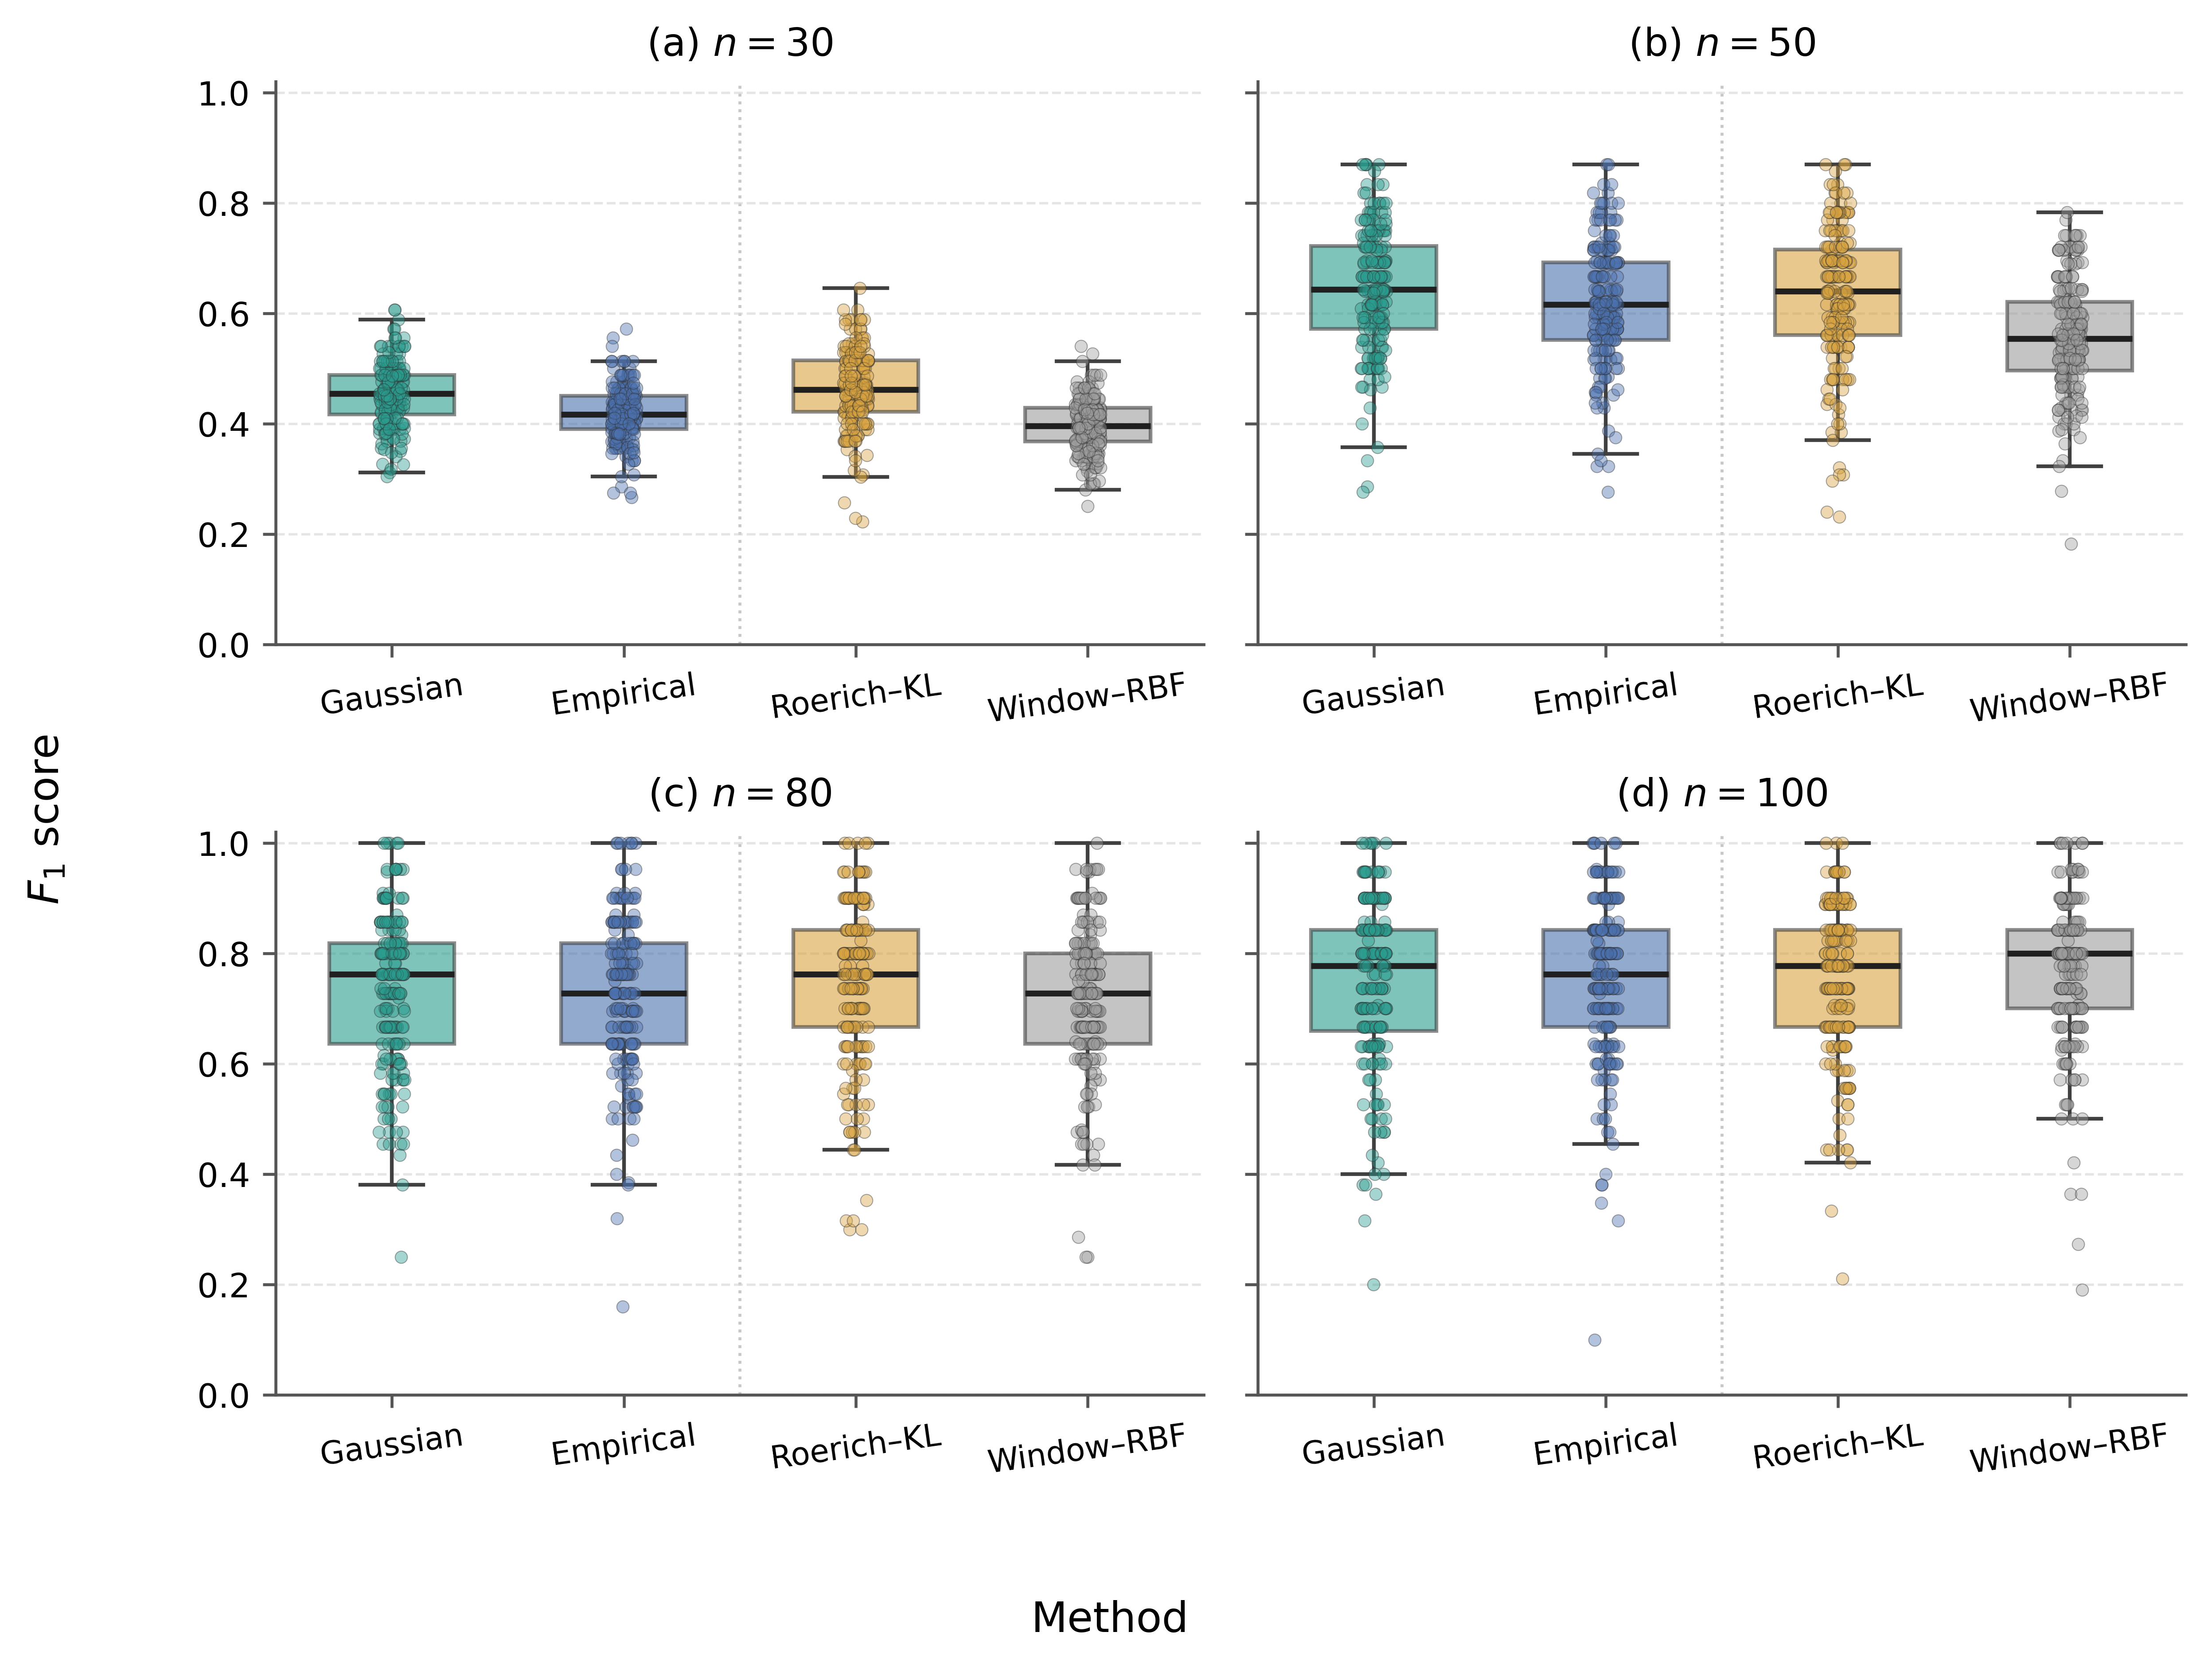 (a) n = 30
(b) n = 50
1.0
0.8
0.6
0.4
0.2
0.0
Gaussian Empirical Roerich–KL Window–RBF
Gaussian Empirical Roerich–KL Window–RBF
F1 score
(c) n = 80
(d) n = 100
1.0
0.8
0.6
0.4
0.2
0.0
Gaussian Empirical Roerich–KL Window–RBF
Gaussian Empirical Roerich–KL Window–RBF
Method